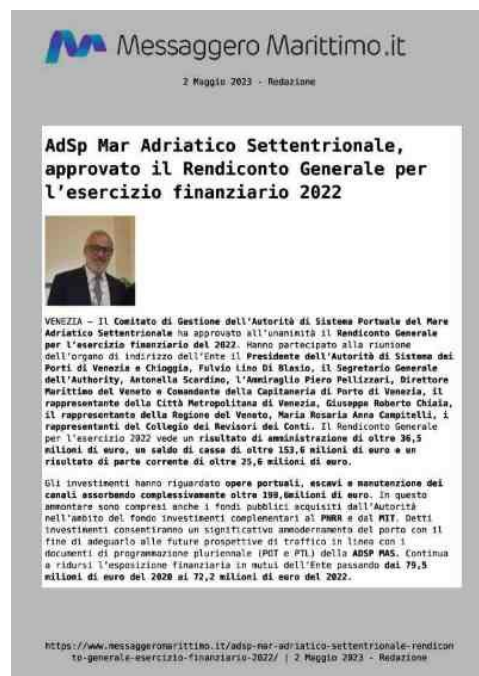 Messaggero Marittimo.it
2 Maggio 2023 - Redazione
AdSp Mar Adriatico Settentrionale,
approvato il Rendiconto Generale per
l'esercizio finanziario 2022
VENEZIA – Il Comitato di Gestione dell'Autorità di Sistema Portuale del Mare
Adriatico Settentrionale ha approvato all'unanimità il Rendiconto Generale
per l'esercizio finanziario del 2022. Hanno partecipato alla riunione
dell'organo di indirizzo dell'Ente il Presidente dell'Autorità di Sistema dei
Porti di Venezia e Chioggia, Fulvio Lino Di Blasio, il Segretario Generale
dell'Authority, Antonella Scardino, l'Ammiraglio Piero Pellizzari, Direttore
Marittimo del Veneto e Comandante della Capitaneria di Porto di Venezia, il
rappresentante della Città Metropolitana di Venezia, Giuseppe Roberto Chiaia,
il rappresentante della Regione del Veneto, Maria Rosaria Anna Campitelli, i
rappresentanti del Collegio dei Revisori dei Conti. Il Rendiconto Generale
per l'esercizio 2022 vede un risultato di amministrazione di oltre 36,5
milioni di euro, un saldo di cassa di oltre 153,6 milioni di euro e un
risultato di parte corrente di oltre 25,6 milioni di euro.
Gli investimenti hanno riguardato opere portuali, escavi e manutenzione dei
canali assorbendo complessivamente oltre 199,6milioni di euro. In questo
ammontare sono compresi anche i fondi pubblici acquisiti dall'Autorità
nell'ambito del fondo investimenti complementari al PNRR e dal MIT. Detti
investimenti consentiranno un significativo ammodernamento del porto con il
fine di adeguarlo alle future prospettive di traffico in linea con i
documenti di programmazione pluriennale (POT e PTL) della ADSP MAS. Continua
a ridursi l'esposizione finanziaria in mutui dell'Ente passando dai 79,5
milioni di euro del 2020 ai 72,2 milioni di euro del 2022.
https://www.messaggeromarittimo.it/adsp-mar-adriatico-settentrionale-rendicon
to-generale-esercizio-finanziario-2022/ | 2 Maggio 2023 - Redazione